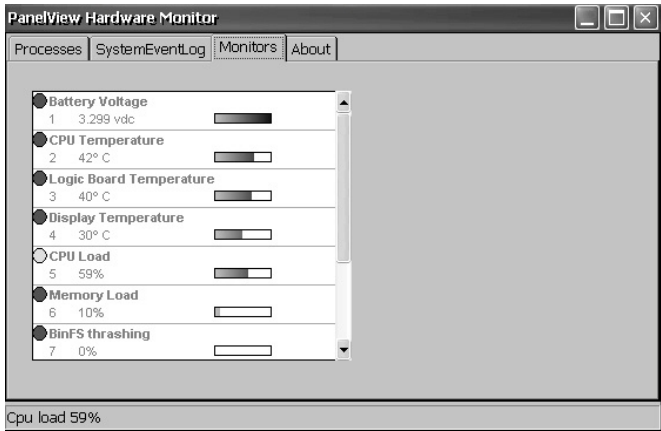 PanelView Hardware Monitor
Processes SystemEventLog Monitors About
Battery Voltage
1 3.299 vdc
CPU Temperature
2 42° C
Logic Board Temperature
3 40° C
Display Temperature
4 30° C
CPU Load
5 59%
Memory Load
6 10%
BinFS thrashing
7 0%
Cpu load 59%